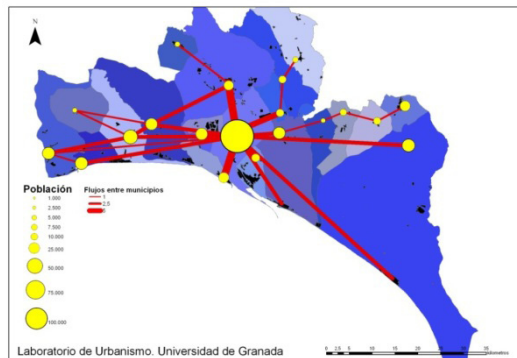 N
Población
1.000
2.500
5.000
7.500
10.000
25.000
50.000
75.000
100.000
Flujos entre municipios
1
2,5
Laboratorio de Urbanismo. Universidad de Granada